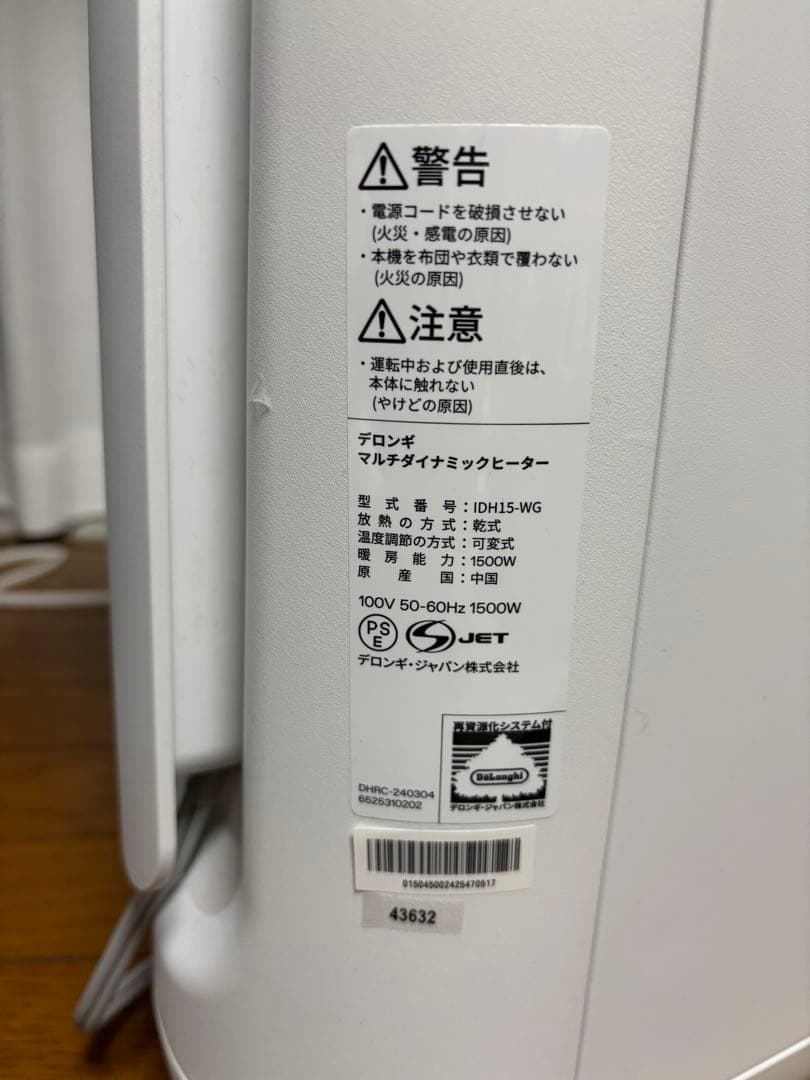 警告
・電源コードを破損させない
(火災・感電の原因)
・本機を布団や衣類で覆わない
(火災の原因)
注意
・運転中および使用直後は、
本体に触れない
(やけどの原因)
デロンギ
マルチダイナミックヒーター
型式番号：IDH15-WG
放熱の方式：乾式
温度調節の方式：可変式
暖房能力：1500W
原産国：中国
100V 50-60Hz 1500W
PSE JET
デロンギ・ジャパン株式会社
再資源化システム付
DeLonghi
デロンギ・ジャパン株式会社
DHRC-240304
6525310202
015045002425470517
43632